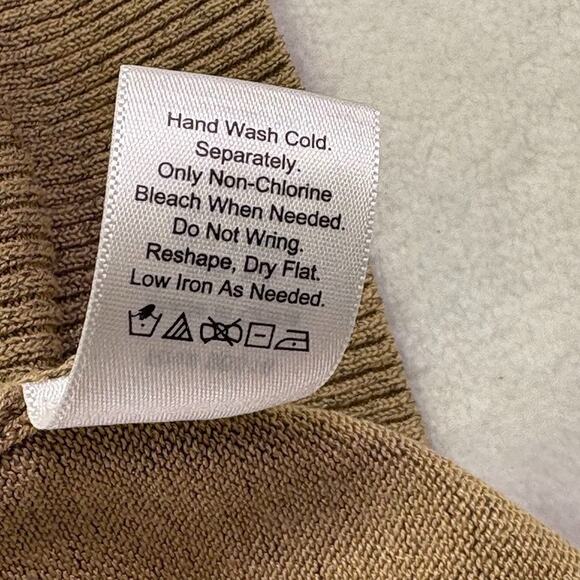 Hand Wash Cold.
Separately.
Only Non-Chlorine
Bleach When Needed.
Do Not Wring.
Reshape, Dry Flat.
Low Iron As Needed.